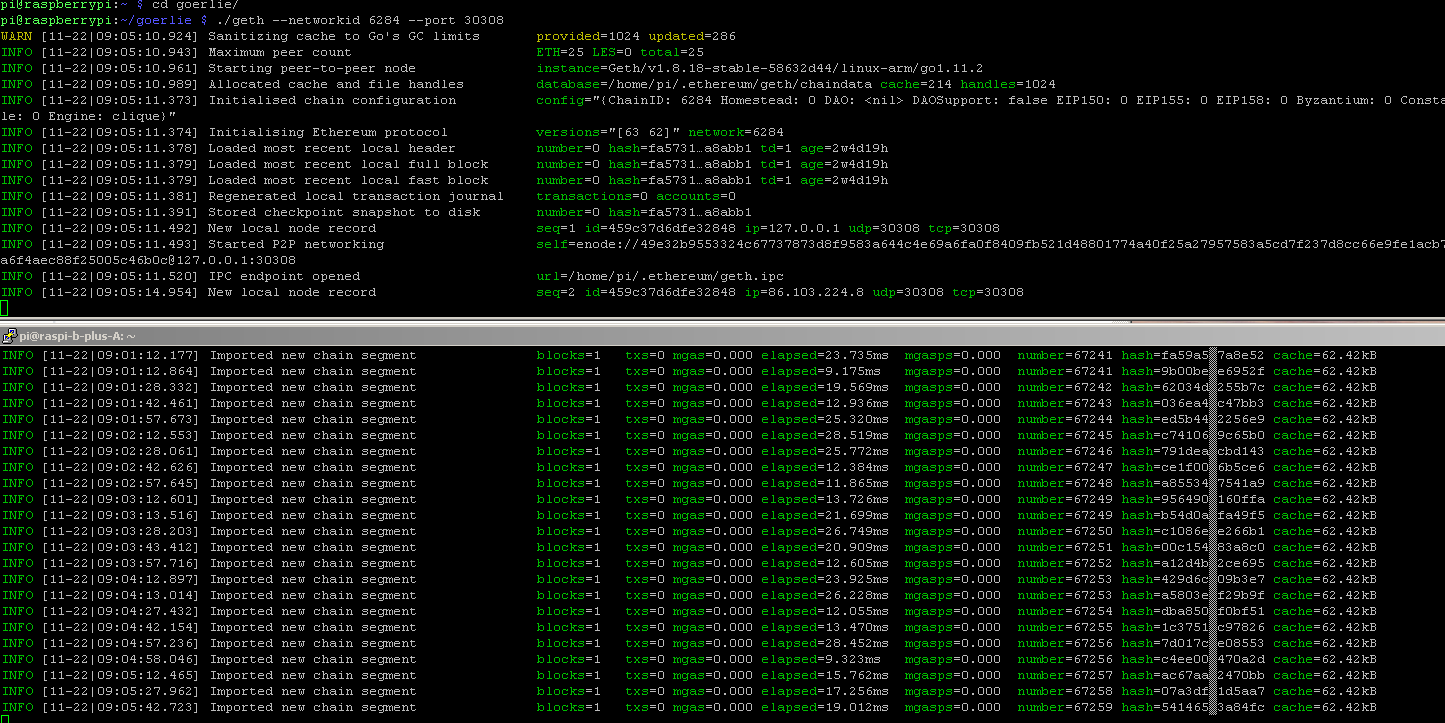 pi@raspberrypi:~ $ cd goerlie/
pi@raspberrypi:~/goerlie $ ./geth --networkid 6284 --port 30308
WARN [11-22|09:05:10.924] Sanitizing cache to Go's GC limits provided=1024 updated=286
INFO [11-22|09:05:10.943] Maximum peer count ETH=25 LES=0 total=25
INFO [11-22|09:05:10.961] Starting peer-to-peer node instance=Geth/v1.8.18-stable-58632d44/linux-arm/go1.11.2
INFO [11-22|09:05:10.989] Allocated cache and file handles database=/home/pi/.ethereum/geth/chaindata cache=214 handles=1024
INFO [11-22|09:05:11.373] Initialised chain configuration config="{ChainID: 6284 Homestead: 0 DAO: <nil> DAOSupport: false EIP150: 0 EIP155: 0 EIP158: 0 Byzantium: 0 Consta
le: 0 Engine: clique}"
INFO [11-22|09:05:11.374] Initialising Ethereum protocol versions="[63 62]" network=6284
INFO [11-22|09:05:11.378] Loaded most recent local header number=0 hash=fa5731…a8abb1 td=1 age=2w4d19h
INFO [11-22|09:05:11.379] Loaded most recent local full block number=0 hash=fa5731…a8abb1 td=1 age=2w4d19h
INFO [11-22|09:05:11.379] Loaded most recent local fast block number=0 hash=fa5731…a8abb1 td=1 age=2w4d19h
INFO [11-22|09:05:11.381] Regenerated local transaction journal transactions=0 accounts=0
INFO [11-22|09:05:11.391] Stored checkpoint snapshot to disk number=0 hash=fa5731…a8abb1
INFO [11-22|09:05:11.492] New local node record seq=1 id=459c37d6dfe32848 ip=127.0.0.1 udp=30308 tcp=30308
INFO [11-22|09:05:11.493] Started P2P networking self=enode://49e32b9553324c67737873d8f9583a644c4e69a6fa0f8409fb521d48801774a40f25a27957583a5cd7f237d8cc66e9fe1acb7
a6f4aec88f25005c46b0c@127.0.0.1:30308
INFO [11-22|09:05:11.520] IPC endpoint opened url=/home/pi/.ethereum/geth.ipc
INFO [11-22|09:05:14.954] New local node record seq=2 id=459c37d6dfe32848 ip=86.103.224.8 udp=30308 tcp=30308
pi@raspi-b-plus-A: ~
INFO [11-22|09:01:12.177] Imported new chain segment blocks=1 txs=0 mgas=0.000 elapsed=23.735ms mgasps=0.000 number=67241 hash=fa59a5▒7a8e52 cache=62.42kB
INFO [11-22|09:01:12.864] Imported new chain segment blocks=1 txs=0 mgas=0.000 elapsed=9.175ms mgasps=0.000 number=67241 hash=9b00be▒e6952f cache=62.42kB
INFO [11-22|09:01:28.332] Imported new chain segment blocks=1 txs=0 mgas=0.000 elapsed=19.569ms mgasps=0.000 number=67242 hash=62034d▒255b7c cache=62.42kB
INFO [11-22|09:01:42.461] Imported new chain segment blocks=1 txs=0 mgas=0.000 elapsed=12.936ms mgasps=0.000 number=67243 hash=036ea4▒c47bb3 cache=62.42kB
INFO [11-22|09:01:57.673] Imported new chain segment blocks=1 txs=0 mgas=0.000 elapsed=25.320ms mgasps=0.000 number=67244 hash=ed5b44▒2256e9 cache=62.42kB
INFO [11-22|09:02:12.553] Imported new chain segment blocks=1 txs=0 mgas=0.000 elapsed=28.519ms mgasps=0.000 number=67245 hash=c74106▒9c65b0 cache=62.42kB
INFO [11-22|09:02:28.061] Imported new chain segment blocks=1 txs=0 mgas=0.000 elapsed=25.772ms mgasps=0.000 number=67246 hash=791dea▒cbd143 cache=62.42kB
INFO [11-22|09:02:42.626] Imported new chain segment blocks=1 txs=0 mgas=0.000 elapsed=12.384ms mgasps=0.000 number=67247 hash=ce1f00▒6b5ce6 cache=62.42kB
INFO [11-22|09:02:57.645] Imported new chain segment blocks=1 txs=0 mgas=0.000 elapsed=11.865ms mgasps=0.000 number=67248 hash=a85534▒7541a9 cache=62.42kB
INFO [11-22|09:03:12.601] Imported new chain segment blocks=1 txs=0 mgas=0.000 elapsed=13.726ms mgasps=0.000 number=67249 hash=956490▒160ffa cache=62.42kB
INFO [11-22|09:03:13.516] Imported new chain segment blocks=1 txs=0 mgas=0.000 elapsed=21.699ms mgasps=0.000 number=67249 hash=b54d0a▒fa49f5 cache=62.42kB
INFO [11-22|09:03:28.203] Imported new chain segment blocks=1 txs=0 mgas=0.000 elapsed=26.749ms mgasps=0.000 number=67250 hash=c1086e▒e266b1 cache=62.42kB
INFO [11-22|09:03:43.412] Imported new chain segment blocks=1 txs=0 mgas=0.000 elapsed=20.909ms mgasps=0.000 number=67251 hash=00c154▒83a8c0 cache=62.42kB
INFO [11-22|09:03:57.716] Imported new chain segment blocks=1 txs=0 mgas=0.000 elapsed=12.605ms mgasps=0.000 number=67252 hash=a12d4b▒2ce695 cache=62.42kB
INFO [11-22|09:04:12.897] Imported new chain segment blocks=1 txs=0 mgas=0.000 elapsed=23.925ms mgasps=0.000 number=67253 hash=429d6c▒09b3e7 cache=62.42kB
INFO [11-22|09:04:13.014] Imported new chain segment blocks=1 txs=0 mgas=0.000 elapsed=26.228ms mgasps=0.000 number=67253 hash=a5803e▒f29b9f cache=62.42kB
INFO [11-22|09:04:27.432] Imported new chain segment blocks=1 txs=0 mgas=0.000 elapsed=12.055ms mgasps=0.000 number=67254 hash=dba850▒f0bf51 cache=62.42kB
INFO [11-22|09:04:42.154] Imported new chain segment blocks=1 txs=0 mgas=0.000 elapsed=13.470ms mgasps=0.000 number=67255 hash=1c3751▒c97826 cache=62.42kB
INFO [11-22|09:04:57.236] Imported new chain segment blocks=1 txs=0 mgas=0.000 elapsed=28.452ms mgasps=0.000 number=67256 hash=7d017c▒e08553 cache=62.42kB
INFO [11-22|09:04:58.046] Imported new chain segment blocks=1 txs=0 mgas=0.000 elapsed=9.323ms mgasps=0.000 number=67256 hash=c4ee00▒470a2d cache=62.42kB
INFO [11-22|09:05:12.465] Imported new chain segment blocks=1 txs=0 mgas=0.000 elapsed=15.762ms mgasps=0.000 number=67257 hash=ac67aa▒2470bb cache=62.42kB
INFO [11-22|09:05:27.962] Imported new chain segment blocks=1 txs=0 mgas=0.000 elapsed=17.256ms mgasps=0.000 number=67258 hash=07a3df▒1d5aa7 cache=62.42kB
INFO [11-22|09:05:42.723] Imported new chain segment blocks=1 txs=0 mgas=0.000 elapsed=19.012ms mgasps=0.000 number=67259 hash=541465▒3a84fc cache=62.42kB